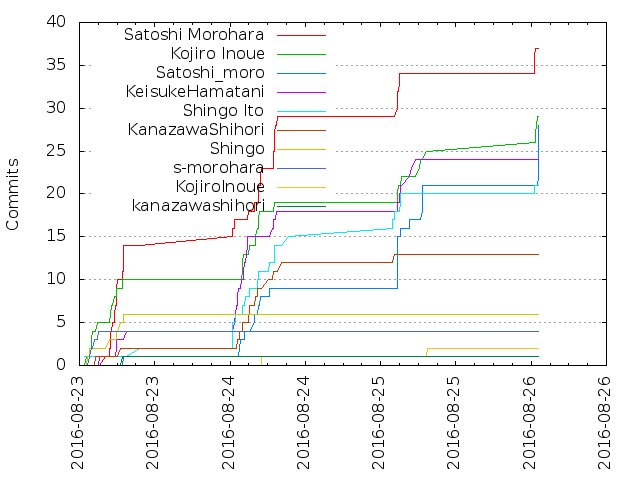 40
35
30
25
20
15
10
5
0
Commits
Satoshi Morohara
Kojiro Inoue
Satoshi_moro
KeisukeHamatani
Shingo Ito
KanazawaShihori
Shingo
s-morohara
KojiroInoue
kanazawashihori
2016-08-23
2016-08-23
2016-08-24
2016-08-24
2016-08-25
2016-08-25
2016-08-26
2016-08-26